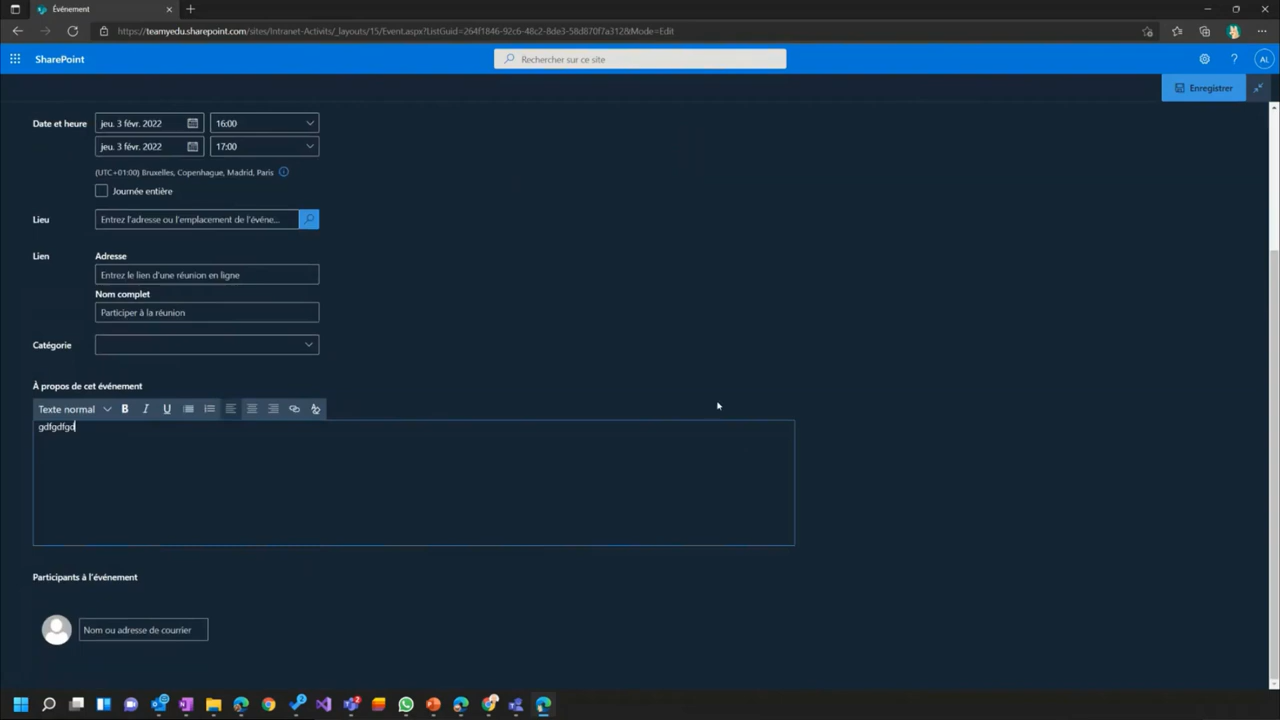 Événement
https://teamyedu.sharepoint.com/sites/Intranet-Activits/_layouts/15/Event.aspx?ListGuid=264f1846-92c6-48c2-8de3-58d870f7a312&Mode=Edit
SharePoint
Rechercher sur ce site
AL
Enregistrer
Date et heure
jeu. 3 févr. 2022
16:00
jeu. 3 févr. 2022
17:00
(UTC+01:00) Bruxelles, Copenhague, Madrid, Paris
Journée entière
Lieu
Entrez l'adresse ou l'emplacement de l'événe...
Lien
Adresse
Entrez le lien d'une réunion en ligne
Nom complet
Participer à la réunion
Catégorie
À propos de cet événement
Texte normal
B
I
U
gdfgdfgd
Participants à l'événement
Nom ou adresse de courrier